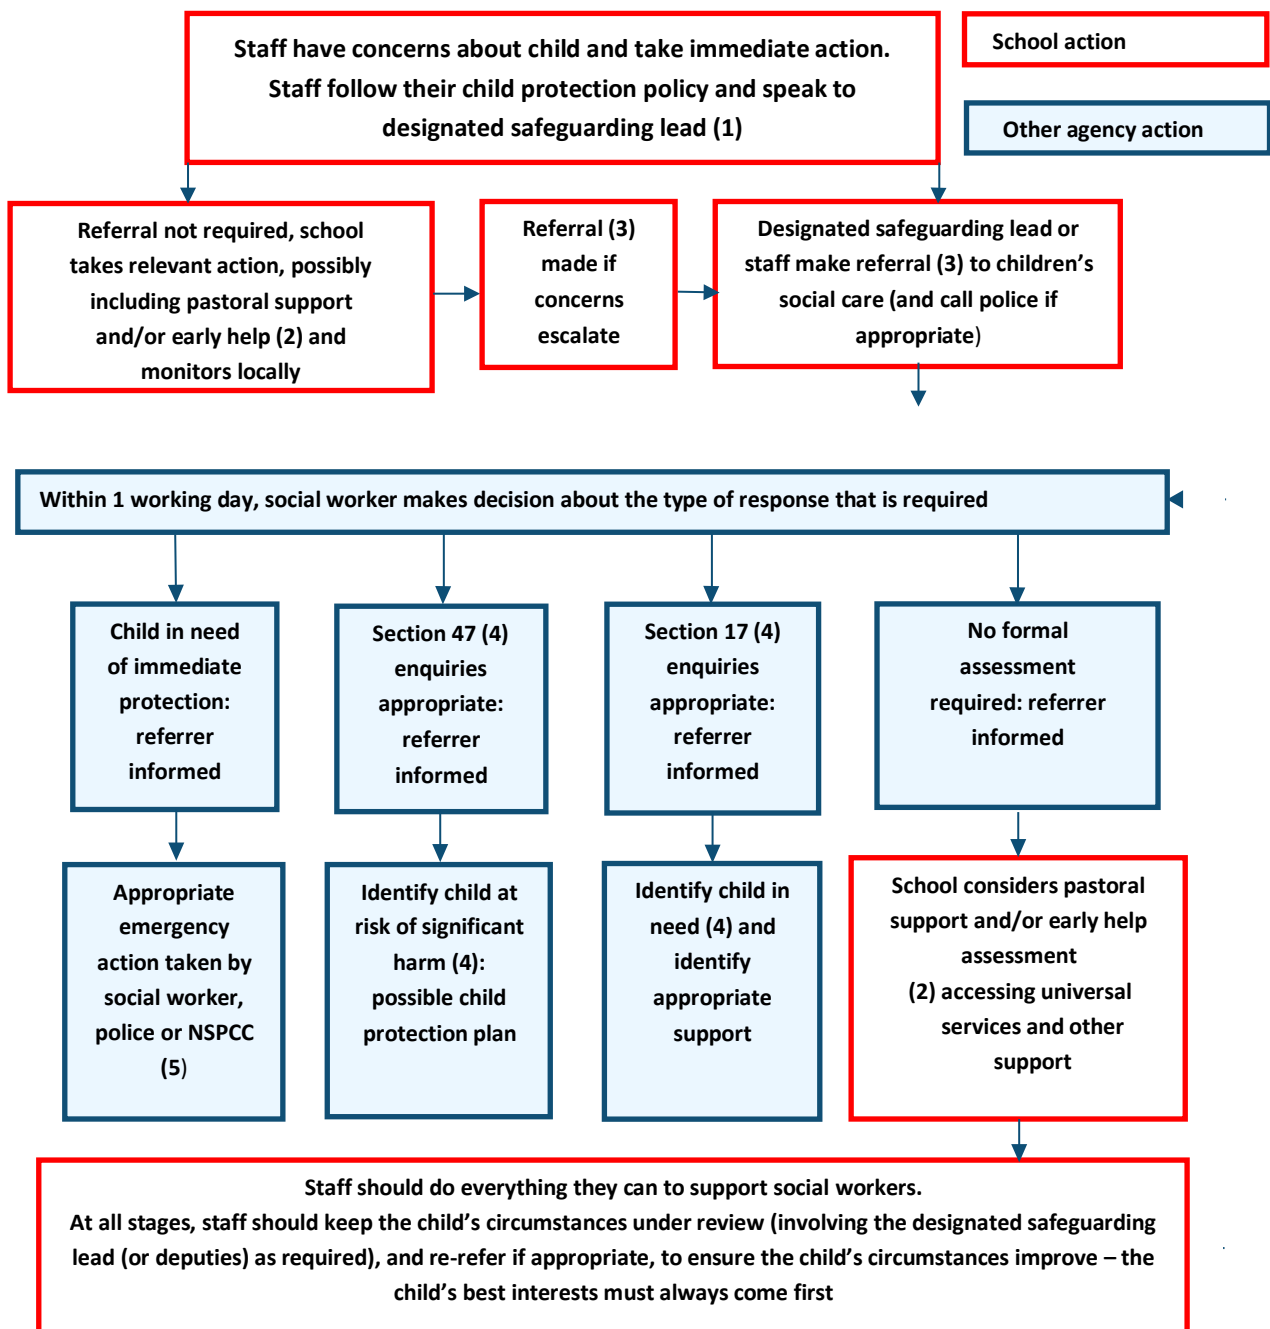 Staff have concerns about child and take immediate action.
Staff follow their child protection policy and speak to
designated safeguarding lead (1)
School action
Other agency action
Referral not required, school
takes relevant action, possibly
including pastoral support
and/or early help (2) and
monitors locally
Referral (3)
made if
concerns
escalate
Designated safeguarding lead or
staff make referral (3) to children’s
social care (and call police if
appropriate)
Within 1 working day, social worker makes decision about the type of response that is required
Child in need
of immediate
protection:
referrer
informed
Section 47 (4)
enquiries
appropriate:
referrer
informed
Section 17 (4)
enquiries
appropriate:
referrer
informed
No formal
assessment
required: referrer
informed
Appropriate
emergency
action taken by
social worker,
police or NSPCC
(5)
Identify child at
risk of significant
harm (4):
possible child
protection plan
Identify child in
need (4) and
identify
appropriate
support
School considers pastoral
support and/or early help
assessment
(2) accessing universal
services and other
support
Staff should do everything they can to support social workers.
At all stages, staff should keep the child’s circumstances under review (involving the designated safeguarding
lead (or deputies) as required), and re-refer if appropriate, to ensure the child’s circumstances improve – the
child’s best interests must always come first